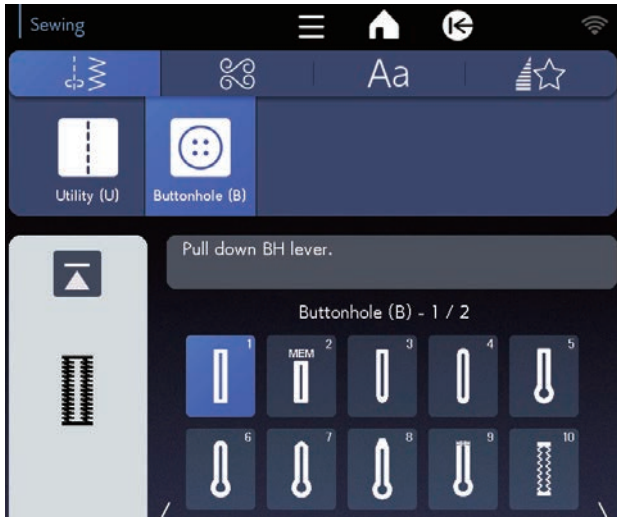 Sewing
Aa
Utility (U)
Buttonhole (B)
Pull down BH lever.
Buttonhole (B) - 1 / 2
1
MEM 2
3
4
5
6
7
8
9
10